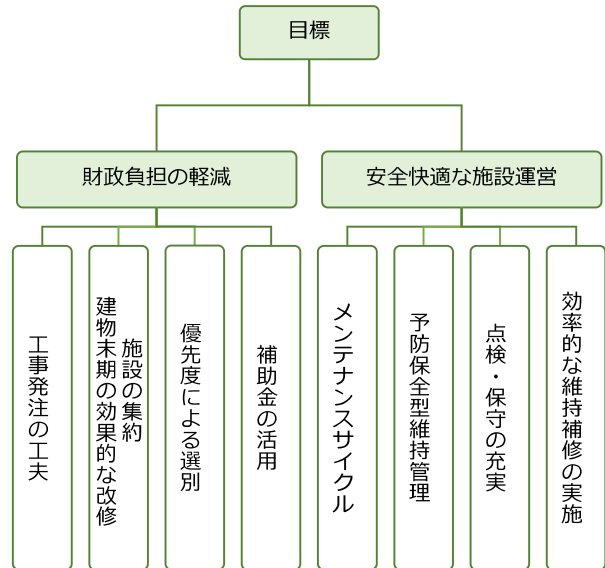 目標
財政負担の軽減
安全快適な施設運営
工事発注の工夫
施設の集約
建物末期の効果的な改修
優先度による選別
補助金の活用
メンテナンスサイクル
予防保全型維持管理
点検・保守の充実
効率的な維持補修の実施